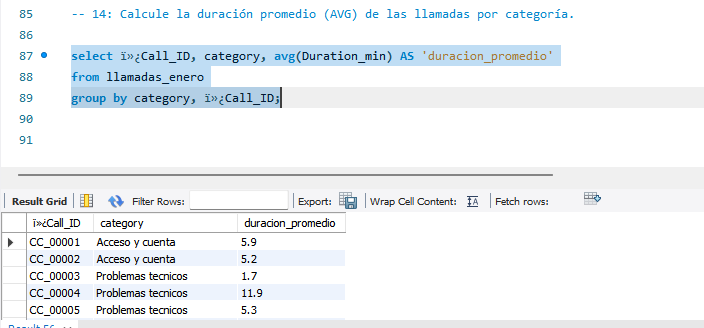 85 -- 14: Calcule la duración promedio (AVG) de las llamadas por categoría.
86
87 select ï»¿Call_ID, category, avg(Duration_min) AS 'duracion_promedio'
88 from llamadas_enero
89 group by category, ï»¿Call_ID;
90
91
Result Grid Filter Rows: Export: Wrap Cell Content: IA Fetch rows:
ï»¿Call_ID category duracion_promedio
CC_00001 Acceso y cuenta 5.9
CC_00002 Acceso y cuenta 5.2
CC_00003 Problemas tecnicos 1.7
CC_00004 Problemas tecnicos 11.9
CC_00005 Problemas tecnicos 5.3